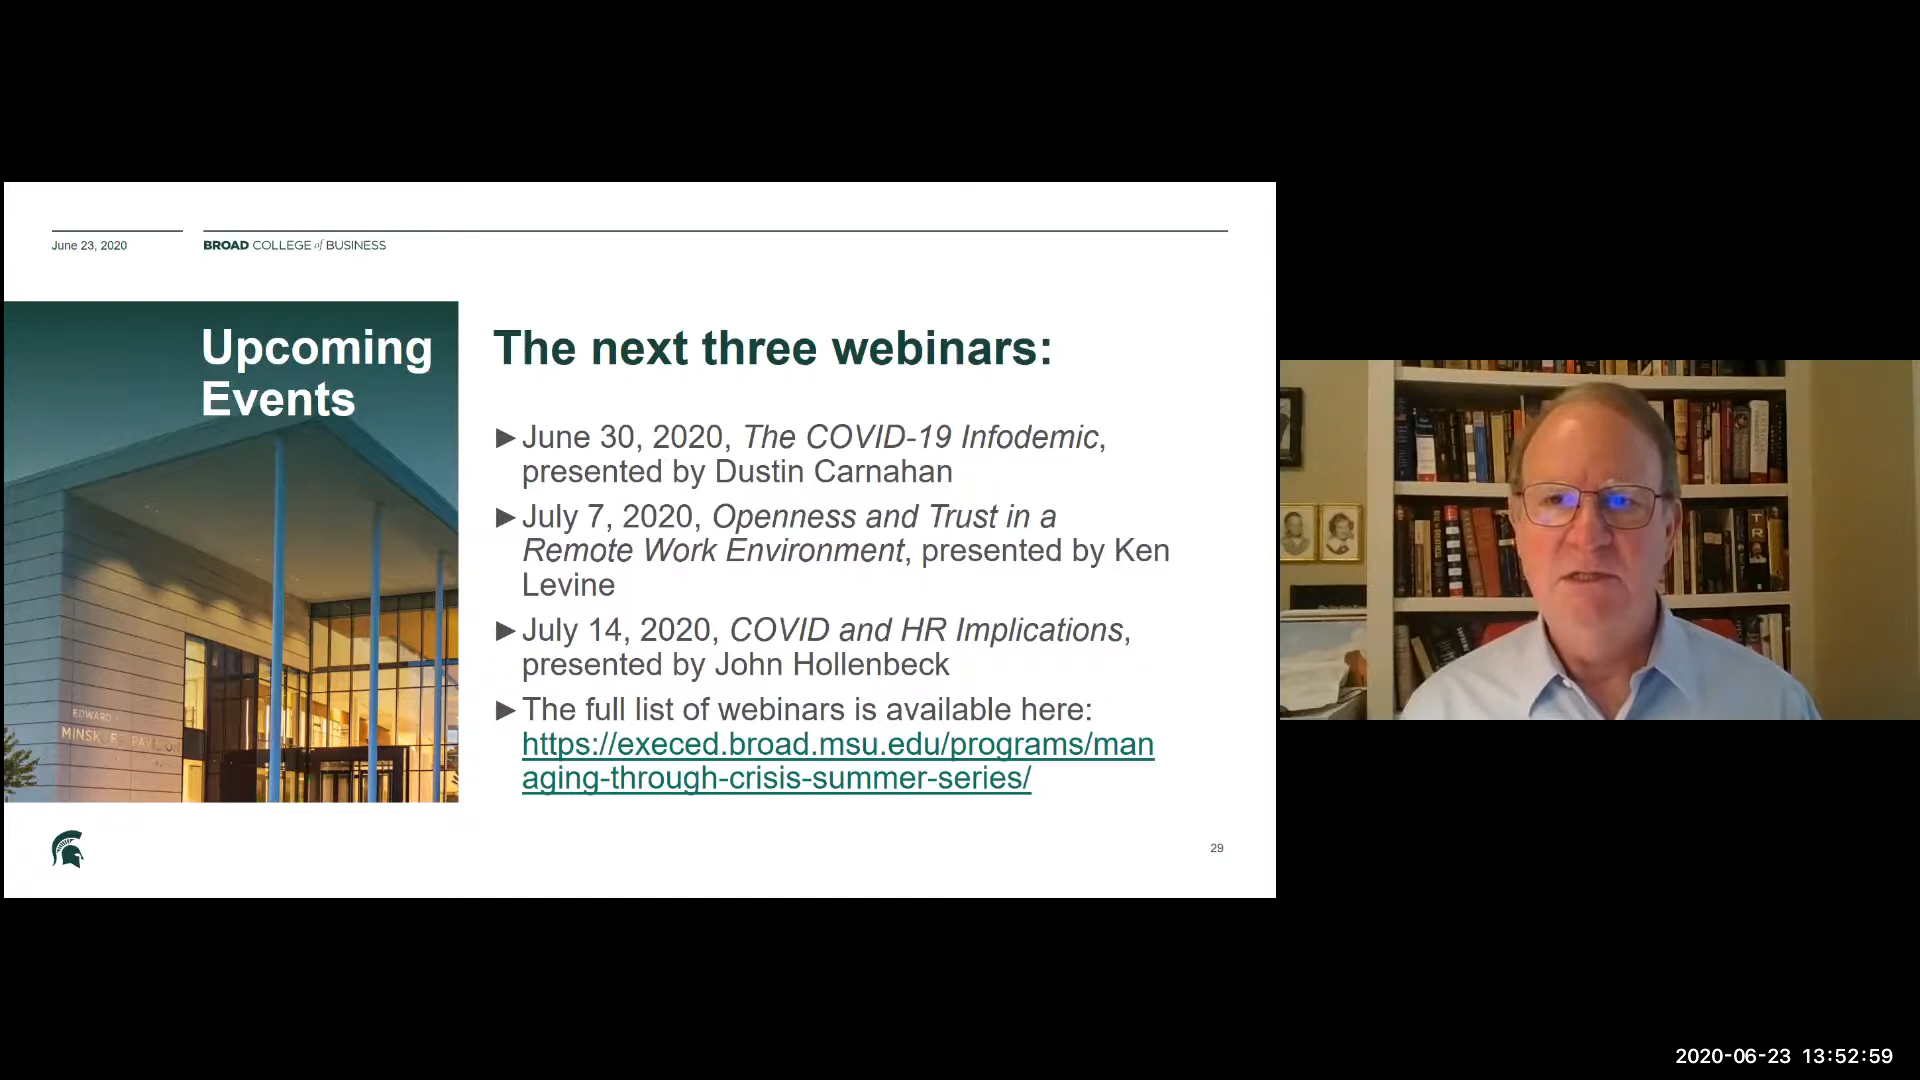 June 23, 2020
BROAD COLLEGE of BUSINESS
Upcoming
Events
EDWARD
The next three webinars:
►June 30, 2020, The COVID-19 Infodemic,
presented by Dustin Carnahan
►July 7, 2020, Openness and Trust in a
Remote Work Environment, presented by Ken
Levine
►July 14, 2020, COVID and HR Implications,
presented by John Hollenbeck
►The full list of webinars is available here:
https://execed.broad.msu.edu/programs/man
aging-through-crisis-summer-series/
29
2020-06-23 13:52:59